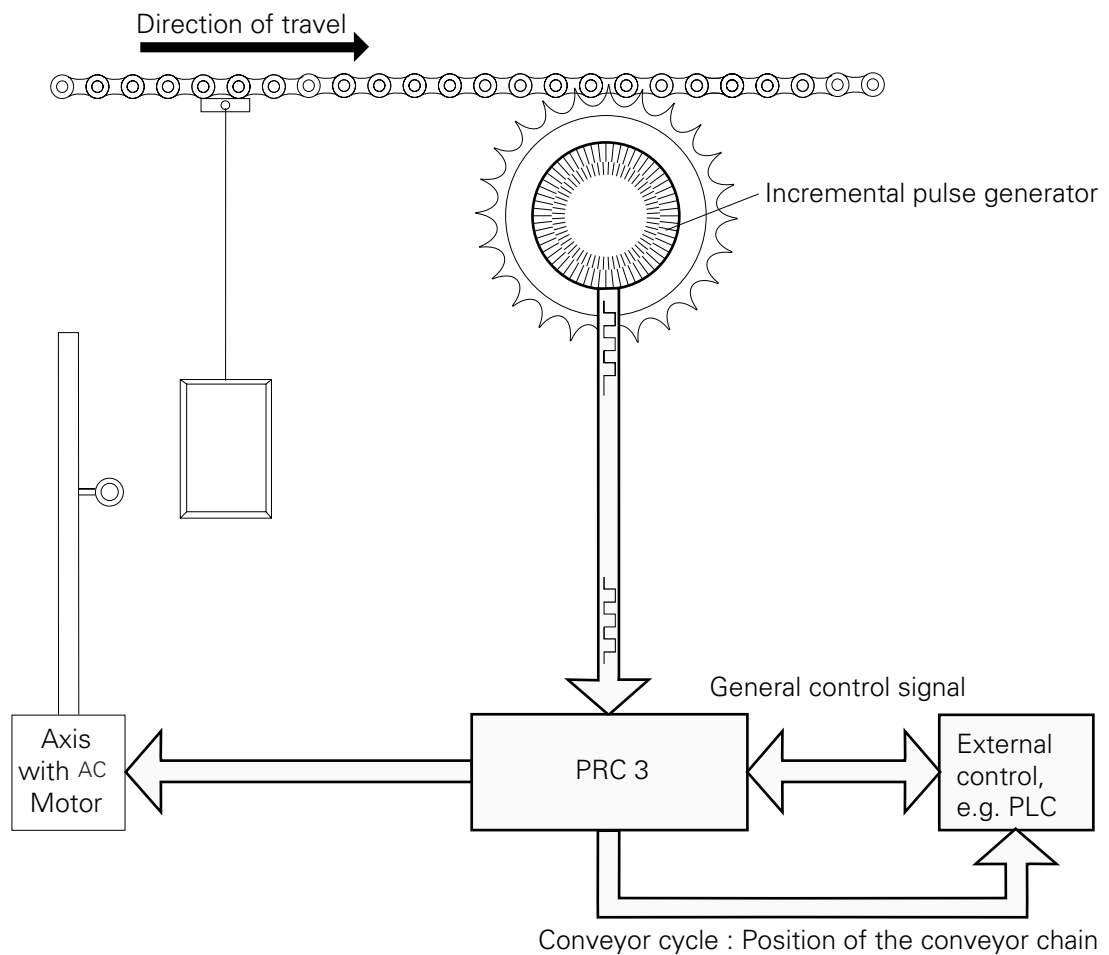 Direction of travel
Incremental pulse generator
General control signal
Axis
with AC
Motor
PRC 3
External
control,
e.g. PLC
Conveyor cycle : Position of the conveyor chain